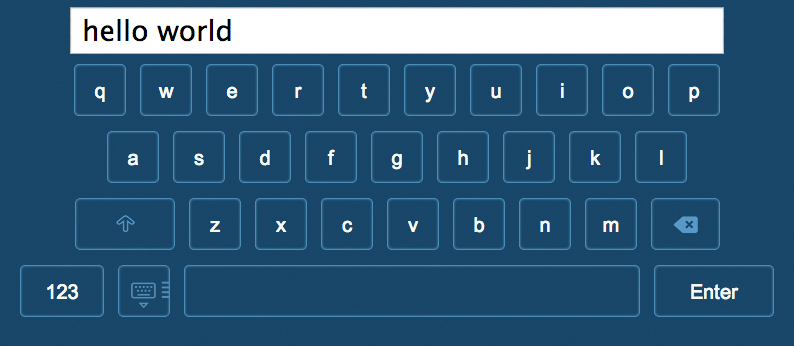 hello world
q w e r t y u i o p
a s d f g h j k l
z x c v b n m
123 Enter